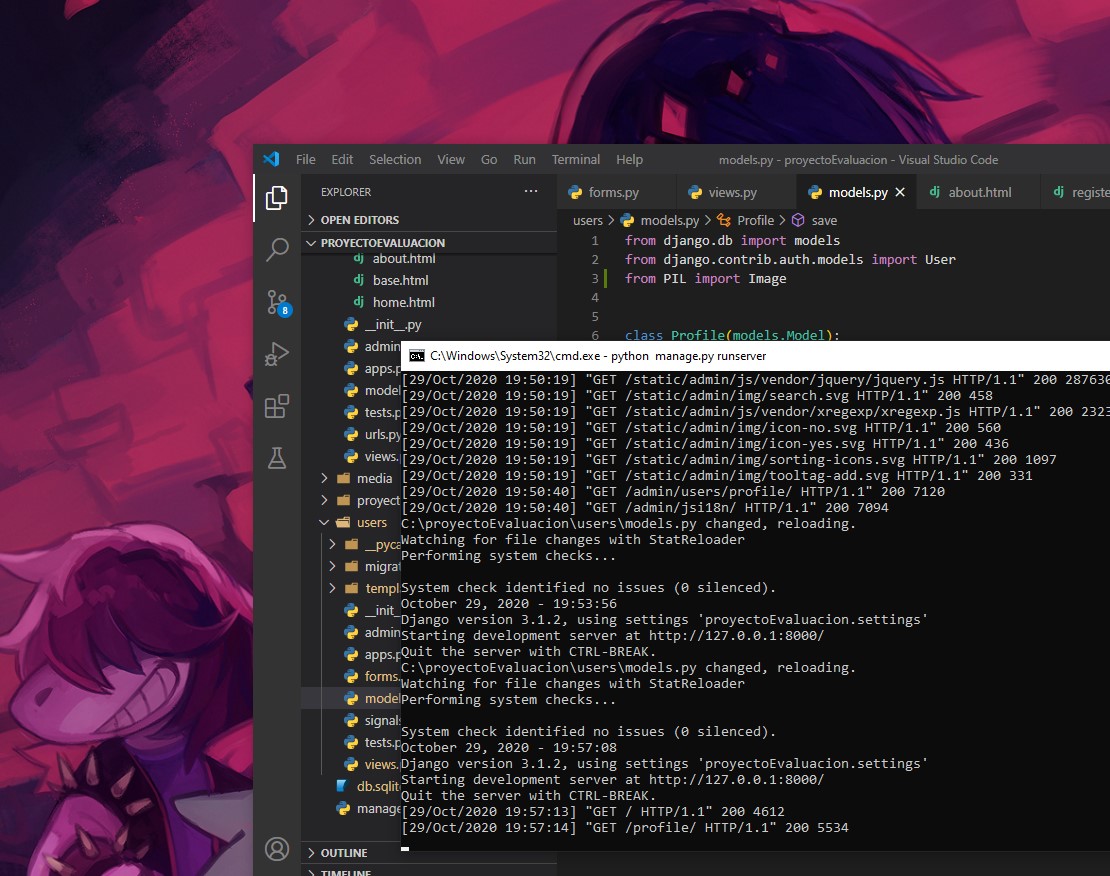 File Edit Selection View Go Run Terminal Help models.py - proyectoEvaluacion - Visual Studio Code
EXPLORER ...
forms.py views.py models.py about.html
OPEN EDITORS
users > models.py > Profile > save
PROYECTOEVALUACION
about.html
base.html
home.html
__init__.py
admin
apps.p
model
tests.p
urls.py
views.
media
proyect
users
__pyca
migrat
templ
__init_
admin
apps.p
forms.
model
signals
tests.p
views.
db.sqlit
manage
OUTLINE
TIMELINE
8
1 from django.db import models
2 from django.contrib.auth.models import User
3 from PIL import Image
4
5
6 class Profile(models.Model):
C:\Windows\System32\cmd.exe - python manage.py runserver
[29/Oct/2020 19:50:19] "GET /static/admin/js/vendor/jquery/jquery.js HTTP/1.1" 200 287630
[29/Oct/2020 19:50:19] "GET /static/admin/img/search.svg HTTP/1.1" 200 458
[29/Oct/2020 19:50:19] "GET /static/admin/js/vendor/xregexp/xregexp.js HTTP/1.1" 200 2323
[29/Oct/2020 19:50:19] "GET /static/admin/img/icon-no.svg HTTP/1.1" 200 560
[29/Oct/2020 19:50:19] "GET /static/admin/img/icon-yes.svg HTTP/1.1" 200 436
[29/Oct/2020 19:50:19] "GET /static/admin/img/sorting-icons.svg HTTP/1.1" 200 1097
[29/Oct/2020 19:50:19] "GET /static/admin/img/tooltag-add.svg HTTP/1.1" 200 331
[29/Oct/2020 19:50:40] "GET /admin/users/profile/ HTTP/1.1" 200 7120
[29/Oct/2020 19:50:40] "GET /admin/jsi18n/ HTTP/1.1" 200 7094
C:\proyectoEvaluacion\users\models.py changed, reloading.
Watching for file changes with StatReloader
Performing system checks...
System check identified no issues (0 silenced).
October 29, 2020 - 19:53:56
Django version 3.1.2, using settings 'proyectoEvaluacion.settings'
Starting development server at http://127.0.0.1:8000/
Quit the server with CTRL-BREAK.
C:\proyectoEvaluacion\users\models.py changed, reloading.
Watching for file changes with StatReloader
Performing system checks...
System check identified no issues (0 silenced).
October 29, 2020 - 19:57:08
Django version 3.1.2, using settings 'proyectoEvaluacion.settings'
Starting development server at http://127.0.0.1:8000/
Quit the server with CTRL-BREAK.
[29/Oct/2020 19:57:13] "GET / HTTP/1.1" 200 4612
[29/Oct/2020 19:57:14] "GET /profile/ HTTP/1.1" 200 5534